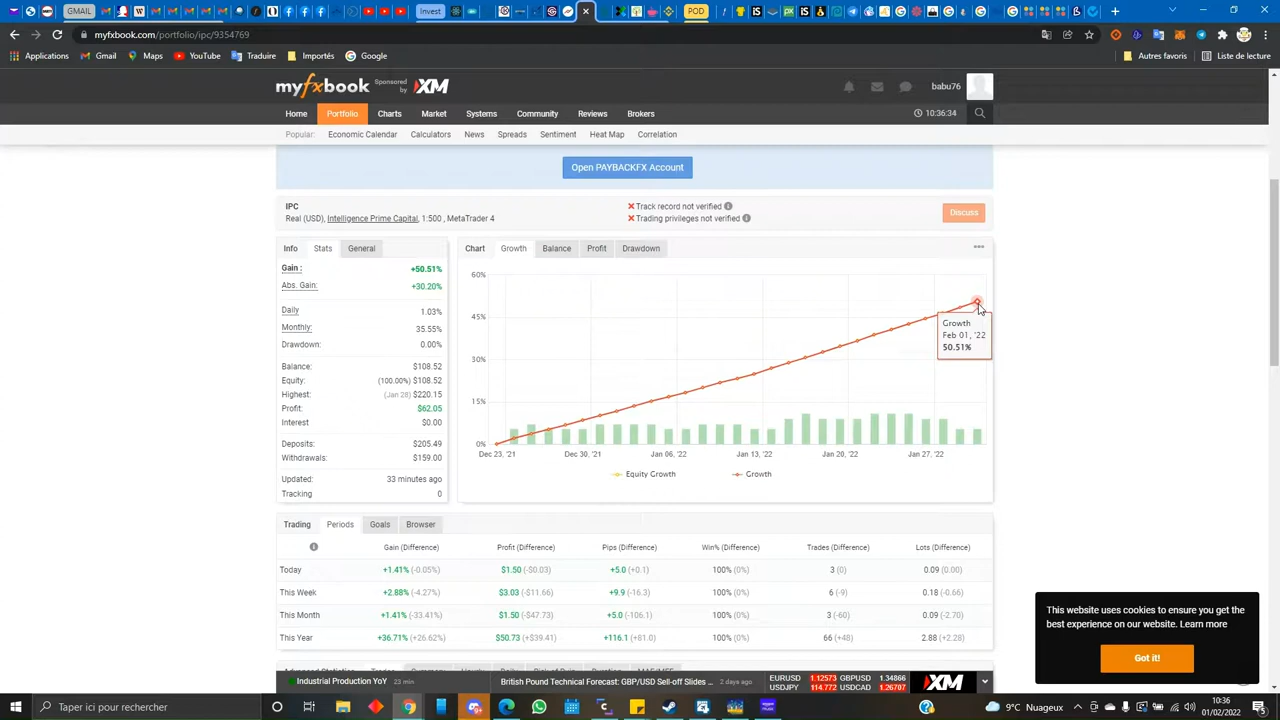 GMAIL
Invest
POD
myfxbook.com/portfolio/ipc/9354769
Applications
Gmail
Maps
YouTube
Traduire
Importés
Google
Autres favoris
Liste de lecture
myfxbook Sponsored by XM
babu76
Home Portfolio Charts Market Systems Community Reviews Brokers
10:36:34
Popular: Economic Calendar Calculators News Spreads Sentiment Heat Map Correlation
Open PAYBACKFX Account
IPC
Real (USD), Intelligence Prime Capital, 1:500 , MetaTrader 4
Track record not verified
Trading privileges not verified
Discuss
Info Stats General
Gain : +50.51%
Abs. Gain: +30.20%
Daily 1.03%
Monthly: 35.55%
Drawdown: 0.00%
Balance: $108.52
Equity: (100.00%) $108.52
Highest: (Jan 28) $220.15
Profit: $62.05
Interest $0.00
Deposits: $205.49
Withdrawals: $159.00
Updated: 33 minutes ago
Tracking 0
Chart Growth Balance Profit Drawdown
60%
45%
30%
15%
0%
Growth
Feb 01, '22
50.51%
Dec 23, '21 Dec 30, '21 Jan 06, '22 Jan 13, '22 Jan 20, '22 Jan 27, '22
Equity Growth Growth
Trading Periods Goals Browser
Gain (Difference) Profit (Difference) Pips (Difference) Win% (Difference) Trades (Difference) Lots (Difference)
Today +1.41% (-0.05%) $1.50 (-$0.03) +5.0 (+0.1) 100% (0%) 3 (0) 0.09 (0.00)
This Week +2.88% (-4.27%) $3.03 (-$11.66) +9.9 (-16.3) 100% (0%) 6 (-9) 0.18 (-0.66)
This Month +1.41% (-33.41%) $1.50 (-$47.73) +5.0 (-106.1) 100% (0%) 3 (-60) 0.09 (-2.70)
This Year +36.71% (+26.62%) $50.73 (+$39.41) +116.1 (+81.0) 100% (0%) 66 (+48) 2.88 (+2.28)
This website uses cookies to ensure you get the
best experience on our website. Learn more
Got it!
Industrial Production YoY 23 min
British Pound Technical Forecast: GBP/USD Sell-off Slides ... 2 days ago
EURUSD 1.12573 GBPUSD 1.34866
USDJPY 114.772 USDCAD 1.26707
XM
Taper ici pour rechercher
9°C Nuageux
10:36
01/02/2022